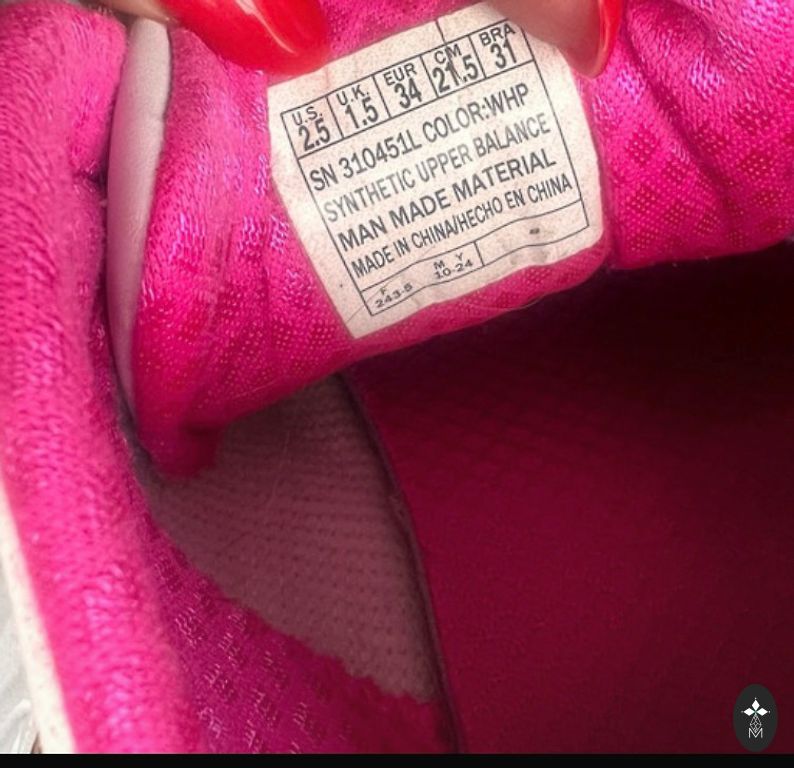 U.S. U.K. EUR CM BRA
2.5 1.5 34 21.5 31
SN 310451L COLOR:WHP
SYNTHETIC UPPER BALANCE
MAN MADE MATERIAL
MADE IN CHINA/HECHO EN CHINA
F M Y
243-5 10-24
M